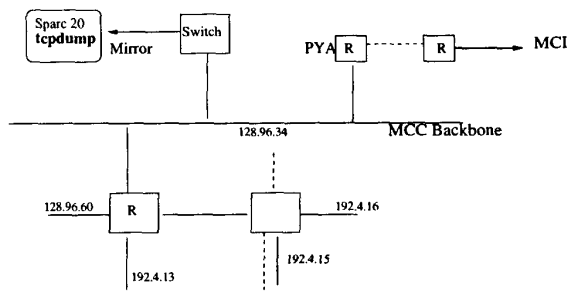 Sparc 20
tcpdump
Mirror
Switch
PYA
R
R
MCI
128.96.34
MCC Backbone
128.96.60
R
192.4.16
192.4.13
192.4.15